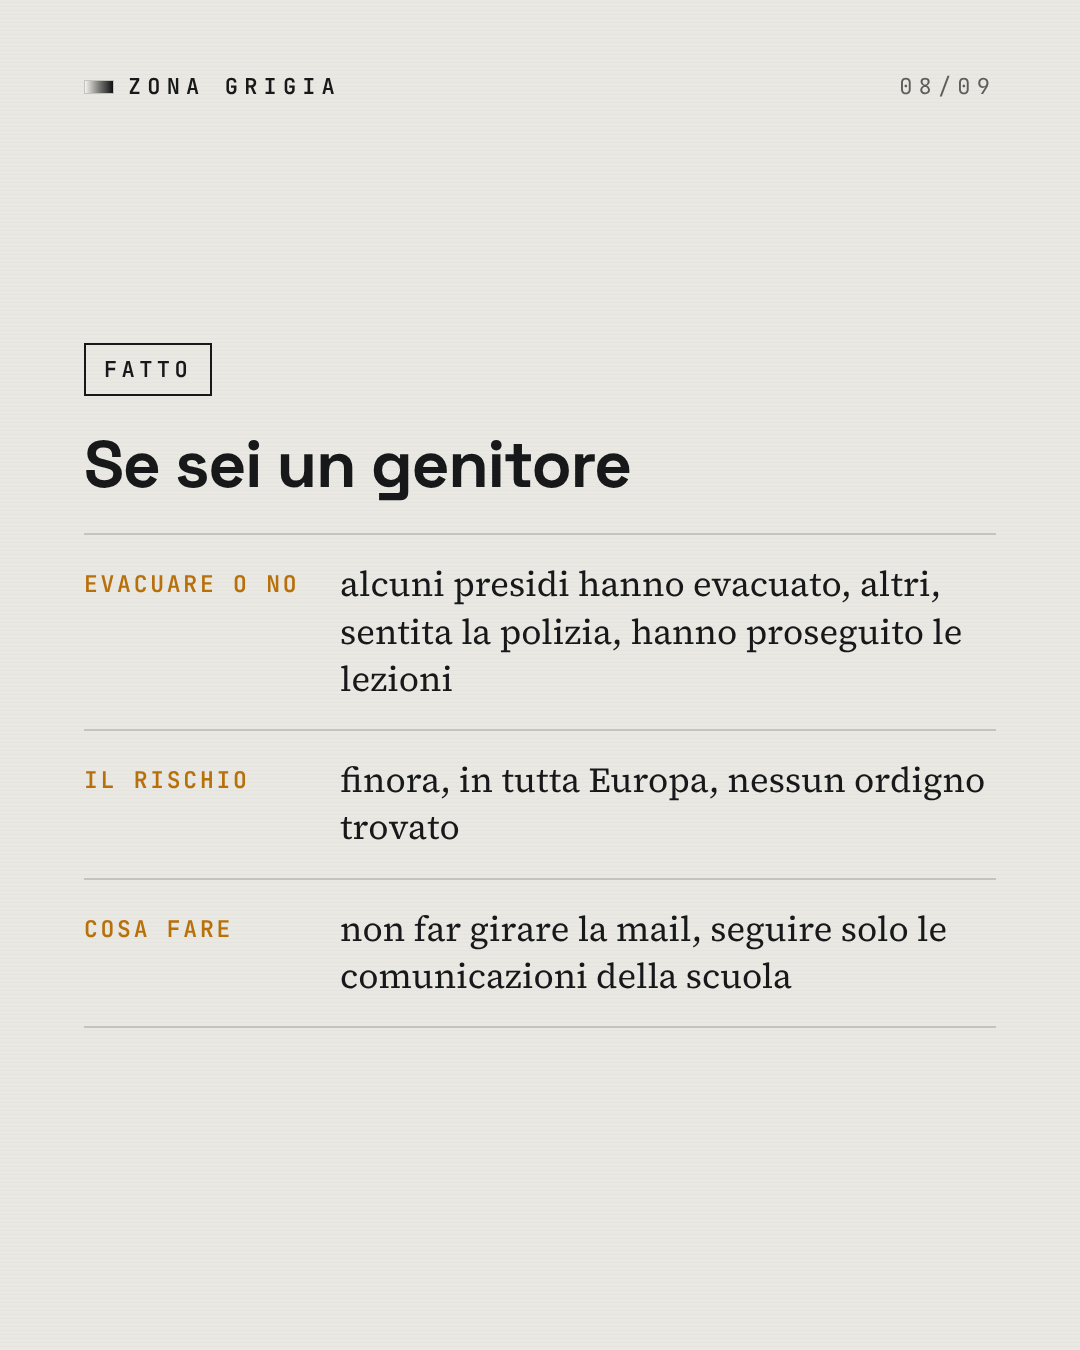 ZONA GRIGIA
08/09
FATTO
Se sei un genitore
EVACUARE O NO
alcuni presidi hanno evacuato, altri,
sentita la polizia, hanno proseguito le
lezioni
IL RISCHIO
finora, in tutta Europa, nessun ordigno
trovato
COSA FARE
non far girare la mail, seguire solo le
comunicazioni della scuola